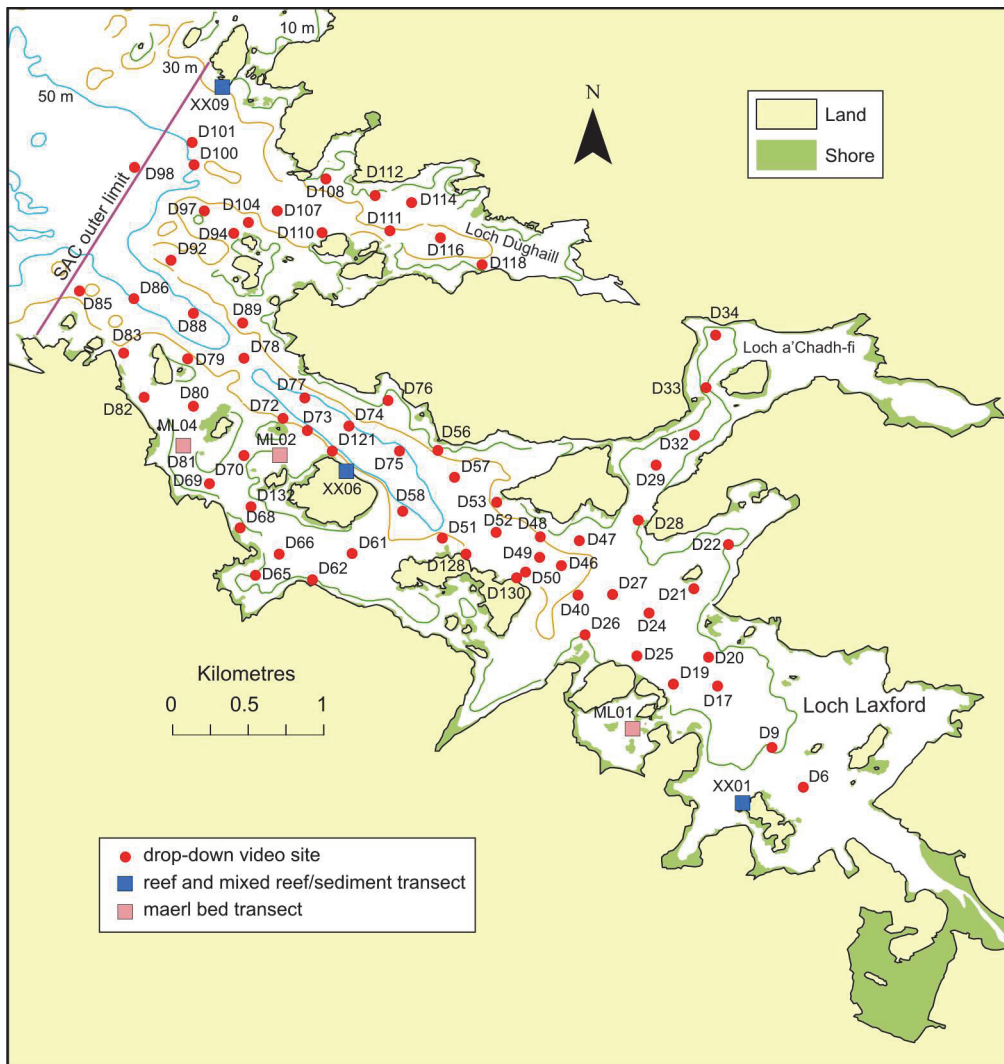 10 m
30 m
50 m
XX09
N
Land
Shore
SAC outer limit
D101
D100
D98
D108
D112
D114
D97
D104
D107
D111
D94
D110
D116
Loch Dùghaill
D118
D92
D86
D85
D88
D89
D83
D79
D78
D34
Loch a'Chadh-fi
D33
D77
D76
D82
D80
D72
D73
D74
D56
ML04
ML02
D121
D32
D81
D70
D75
D57
D29
D69
XX06
D132
D58
D53
D68
D51
D52
D48
D28
D47
D22
D66
D61
D49
D46
D65
D62
D128
D50
D27
D21
D130
D40
D24
D26
D25
D20
Kilometres
0 0.5 1
D19
D17
Loch Laxford
ML01
D9
D6
XX01
drop-down video site
reef and mixed reef/sediment transect
maerl bed transect